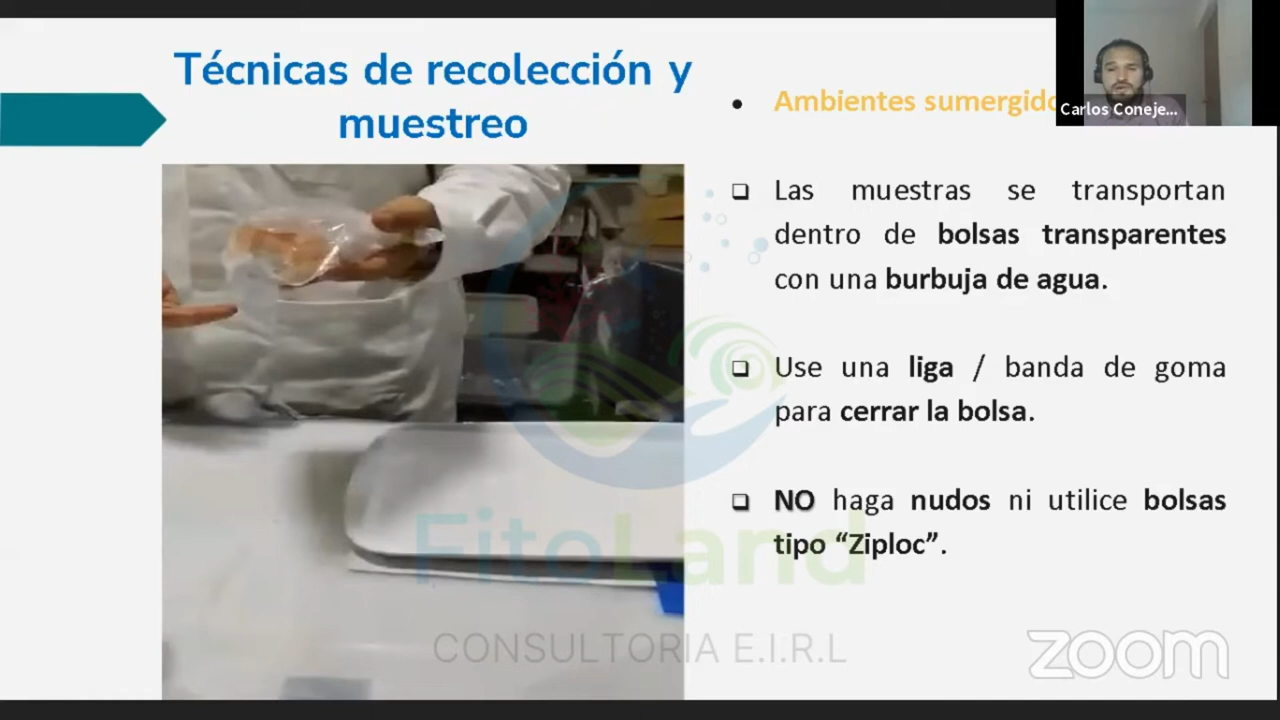 Técnicas de recolección y
muestreo
Ambientes sumergido
Carlos Coneje...
Las muestras se transportan
dentro de bolsas transparentes
con una burbuja de agua.
Use una liga / banda de goma
para cerrar la bolsa.
NO haga nudos ni utilice bolsas
tipo “Ziploc”.
FitoLand
CONSULTORIA E.I.R.L
zoom